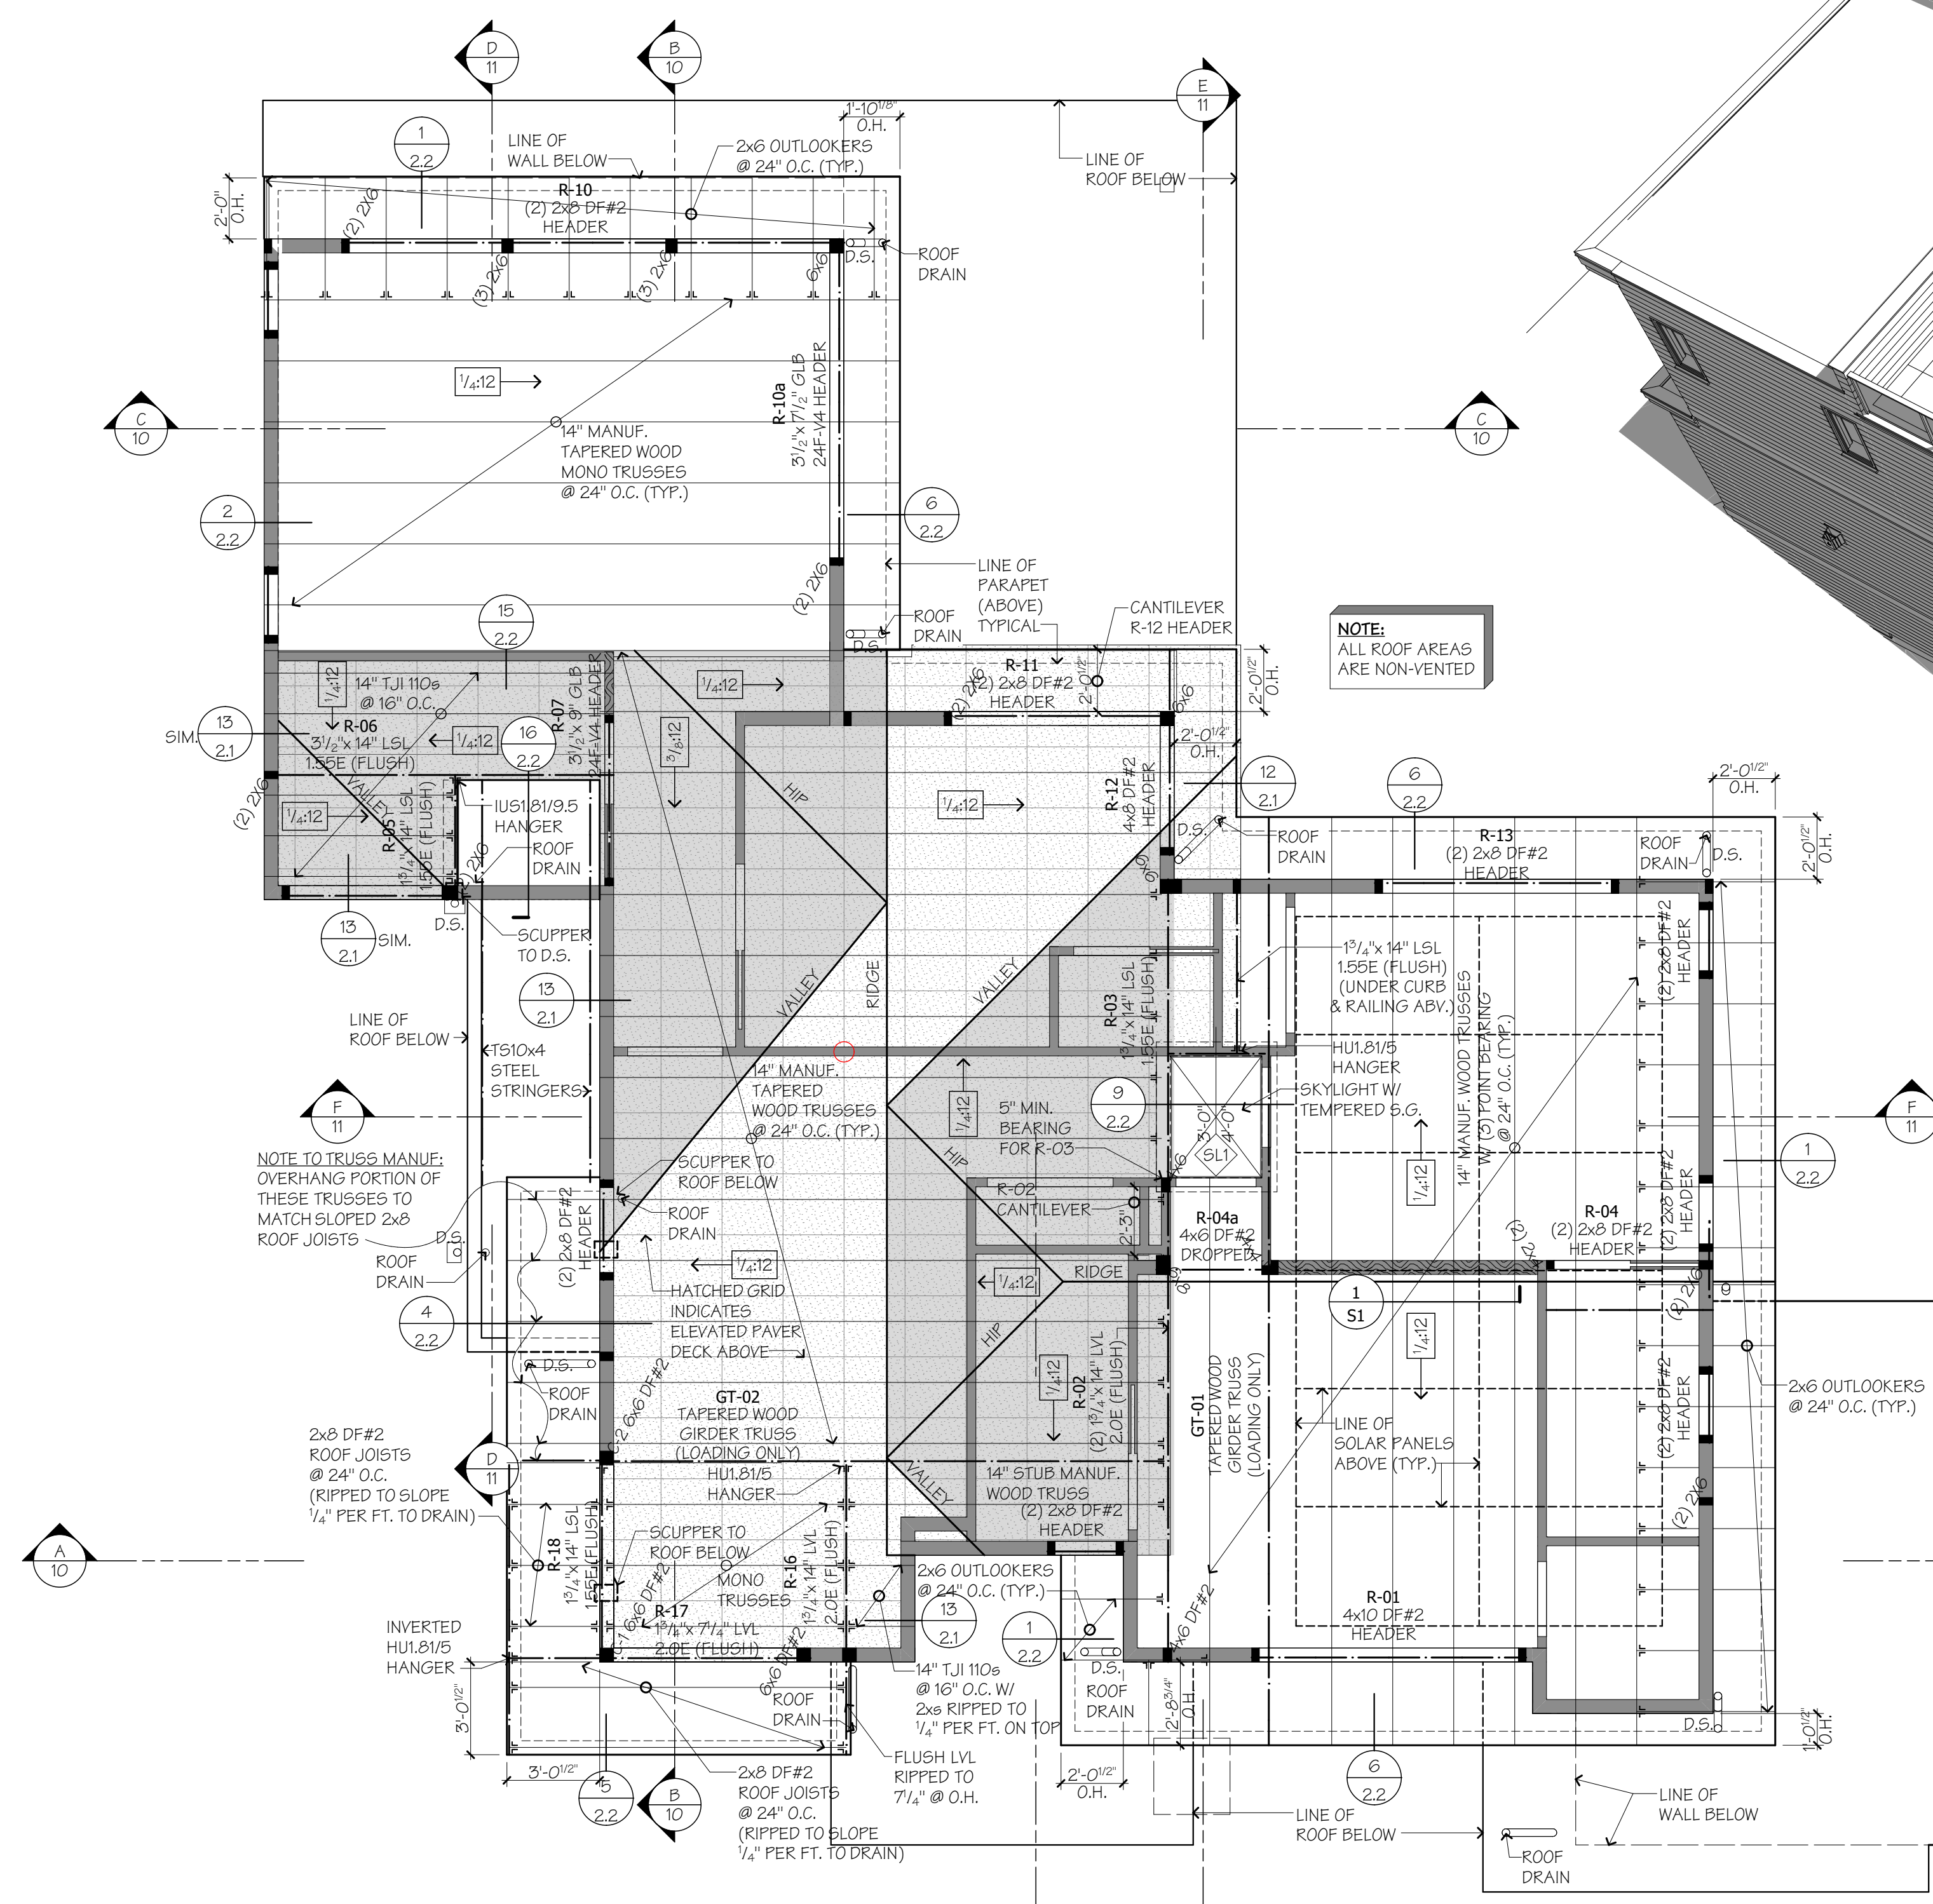 D
11
B
10
E
11
1'-10 1/8"
O.H.
1
2.2
LINE OF
WALL BELOW
2x6 OUTLOOKERS
@ 24" O.C. (TYP.)
LINE OF
ROOF BELOW
2'-0"
O.H.
R-10
(2) 2x8 DF#2
HEADER
(2) 2X6
(3) 2x6
(3) 2x6
6x6
D.S.
ROOF
DRAIN
1/4:12
R-10a
3 1/2"x 7 1/2" GLB
24F-V4 HEADER
C
10
C
10
14" MANUF.
TAPERED WOOD
MONO TRUSSES
@ 24" O.C. (TYP.)
2
2.2
6
2.2
LINE OF
PARAPET
(ABOVE)
TYPICAL
(2) 2X6
ROOF
DRAIN
D.S.
CANTILEVER
R-12 HEADER
NOTE:
ALL ROOF AREAS
ARE NON-VENTED
15
2.2
1/4:12
14" TJI 110s
@ 16" O.C.
R-06
3 1/2"x 14" LSL
1.55E (FLUSH)
1/4:12
R-07
3 1/2"x 9" GLB
24F-V4 HEADER
16
2.2
SIM.
13
2.1
1/4:12
3/8:12
R-11
(2) 2x8 DF#2
HEADER
(2) 2X6
2'-0 1/2"
6x6
2'-0 1/2"
O.H.
2'-0 1/2"
O.H.
VALLEY
1/4:12
(2) 2X6
R-05
1 3/4"x 14" LSL
1.55E (FLUSH)
IUS1.81/9.5
HANGER
ROOF
DRAIN
(2) 2X6
HIP
1/4:12
R-12
4x8 DF#2
HEADER
12
2.1
6
2.2
2'-0 1/2"
O.H.
D.S.
ROOF
DRAIN
6x6
R-13
(2) 2x8 DF#2
HEADER
ROOF
DRAIN
D.S.
2'-0 1/2"
O.H.
D.S.
13
2.1
SIM.
SCUPPER
TO D.S.
13
2.1
VALLEY
RIDGE
VALLEY
R-03
1 3/4"x 14" LSL
1.55E (FLUSH)
1 3/4"x 14" LSL
1.55E (FLUSH)
(UNDER CURB
& RAILING ABV.)
14" MANUF. WOOD TRUSSES
W/ (3) POINT BEARING
@ 24" O.C. (TYP.)
(2) 2x8 DF#2
HEADER
LINE OF
ROOF BELOW
TS10x4
STEEL
STRINGERS
F
11
F
11
14" MANUF.
TAPERED
WOOD TRUSSES
@ 24" O.C. (TYP.)
1/4:12
5" MIN.
BEARING
FOR R-03
9
2.2
HU1.81/5
HANGER
SKYLIGHT W/
TEMPERED S.G.
3'-0"
4'-0"
SL1
1/4:12
1
2.2
NOTE TO TRUSS MANUF:
OVERHANG PORTION OF
THESE TRUSSES TO
MATCH SLOPED 2x8
ROOF JOISTS
D.S.
ROOF
DRAIN
(2) 2x8 DF#2
HEADER
SCUPPER TO
ROOF BELOW
ROOF
DRAIN
1/4:12
HIP
R-02
CANTILEVER
2'-3"
R-04a
4x6 DF#2
DROPPED
R-04
(2) 2x8 DF#2
HEADER
(2) 2x8 DF#2
HEADER
(2) 2x6
HATCHED GRID
INDICATES
ELEVATED PAVER
DECK ABOVE
RIDGE
1/4:12
1
S1
4
2.2
D.S.
ROOF
DRAIN
HIP
1/4:12
R-02
(2) 1 3/4"x 14" LVL
2.0E (FLUSH)
GT-01
TAPERED WOOD
GIRDER TRUSS
(LOADING ONLY)
1/4:12
(2) 2x8 DF#2
HEADER
2x6 OUTLOOKERS
@ 24" O.C. (TYP.)
LINE OF
SOLAR PANELS
ABOVE (TYP.)
GT-02
TAPERED WOOD
GIRDER TRUSS
(LOADING ONLY)
C-2 6x6 DF#2
2x8 DF#2
ROOF JOISTS
@ 24" O.C.
(RIPPED TO SLOPE
1/4" PER FT. TO DRAIN)
D
11
HU1.81/5
HANGER
VALLEY
14" STUB MANUF.
WOOD TRUSS
(2) 2x8 DF#2
HEADER
(2) 2X6
A
10
R-18
1 3/4"x 14" LSL
1.55E (FLUSH)
SCUPPER TO
ROOF BELOW
MONO
TRUSSES
R-16
1 3/4"x 14" LVL
2.0E (FLUSH)
C-1 6x6 DF#2
R-17
1 3/4"x 7 1/4" LVL
2.0E (FLUSH)
2x6 OUTLOOKERS
@ 24" O.C. (TYP.)
13
2.1
1
2.2
4x6 DF#2
R-01
4x10 DF#2
HEADER
INVERTED
HU1.81/5
HANGER
6x6 DF#2
ROOF
DRAIN
14" TJI 110s
@ 16" O.C. W/
2xs RIPPED TO
1/4" PER FT. ON TOP
D.S.
ROOF
DRAIN
2'-8 3/4"
O.H.
D.S.
1'-0 1/2"
O.H.
3'-0 1/2"
3'-0 1/2"
5
2.2
B
10
2x8 DF#2
ROOF JOISTS
@ 24" O.C.
(RIPPED TO SLOPE
1/4" PER FT. TO DRAIN)
FLUSH LVL
RIPPED TO
7 1/4" @ O.H.
2'-0 1/2"
O.H.
6
2.2
LINE OF
ROOF BELOW
LINE OF
WALL BELOW
ROOF
DRAIN